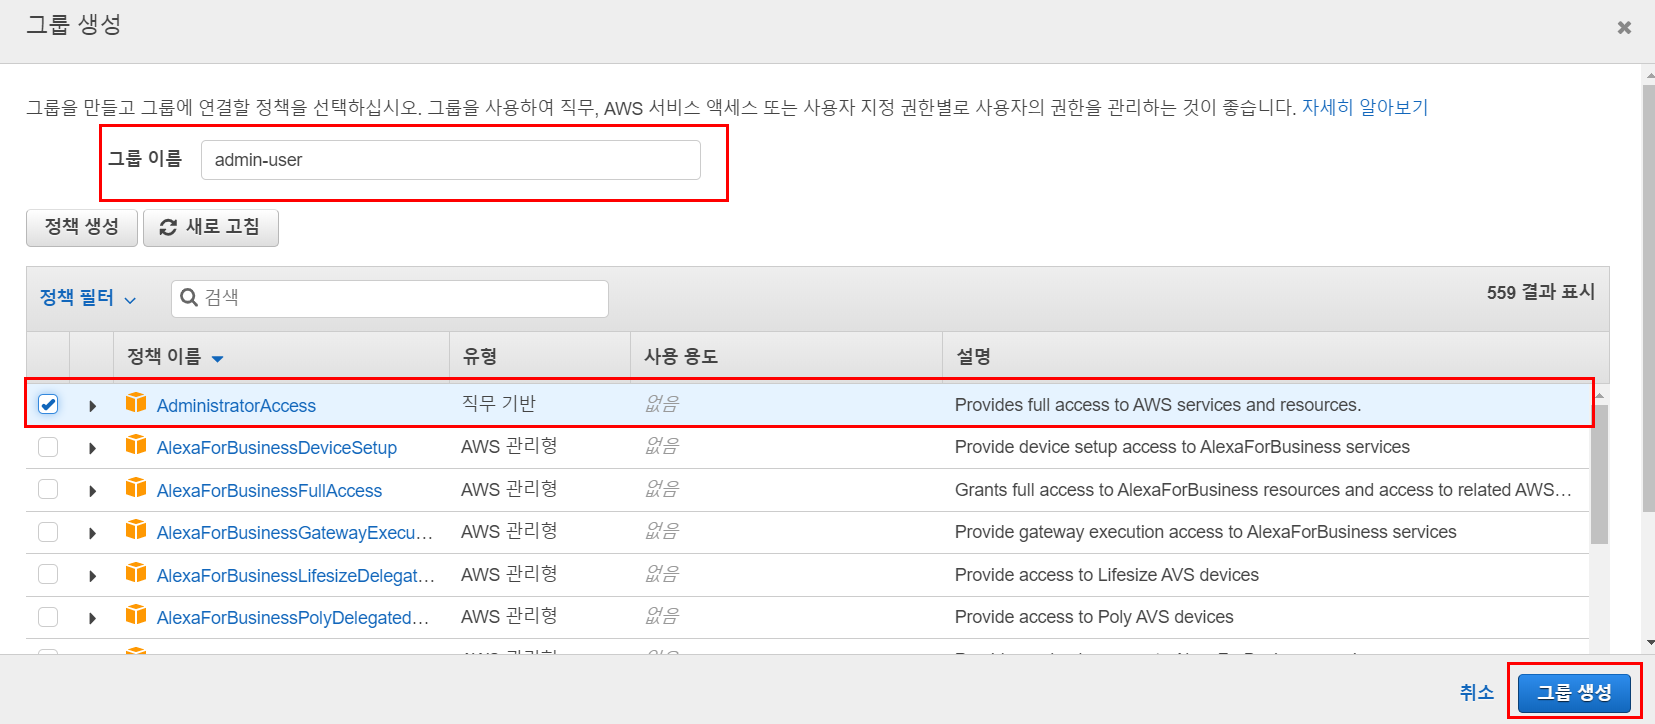 그룹 생성
그룹을 만들고 그룹에 연결할 정책을 선택하십시오. 그룹을 사용하여 직무, AWS 서비스 액세스 또는 사용자 지정 권한별로 사용자의 권한을 관리하는 것이 좋습니다. 자세히 알아보기
그룹 이름 admin-user
정책 생성 새로 고침
정책 필터 검색 559 결과 표시
정책 이름 유형 사용 용도 설명
AdministratorAccess 직무 기반 없음 Provides full access to AWS services and resources.
AlexaForBusinessDeviceSetup AWS 관리형 없음 Provide device setup access to AlexaForBusiness services
AlexaForBusinessFullAccess AWS 관리형 없음 Grants full access to AlexaForBusiness resources and access to related AWS…
AlexaForBusinessGatewayExecu… AWS 관리형 없음 Provide gateway execution access to AlexaForBusiness services
AlexaForBusinessLifesizeDelegat… AWS 관리형 없음 Provide access to Lifesize AVS devices
AlexaForBusinessPolyDelegated… AWS 관리형 없음 Provide access to Poly AVS devices
취소 그룹 생성